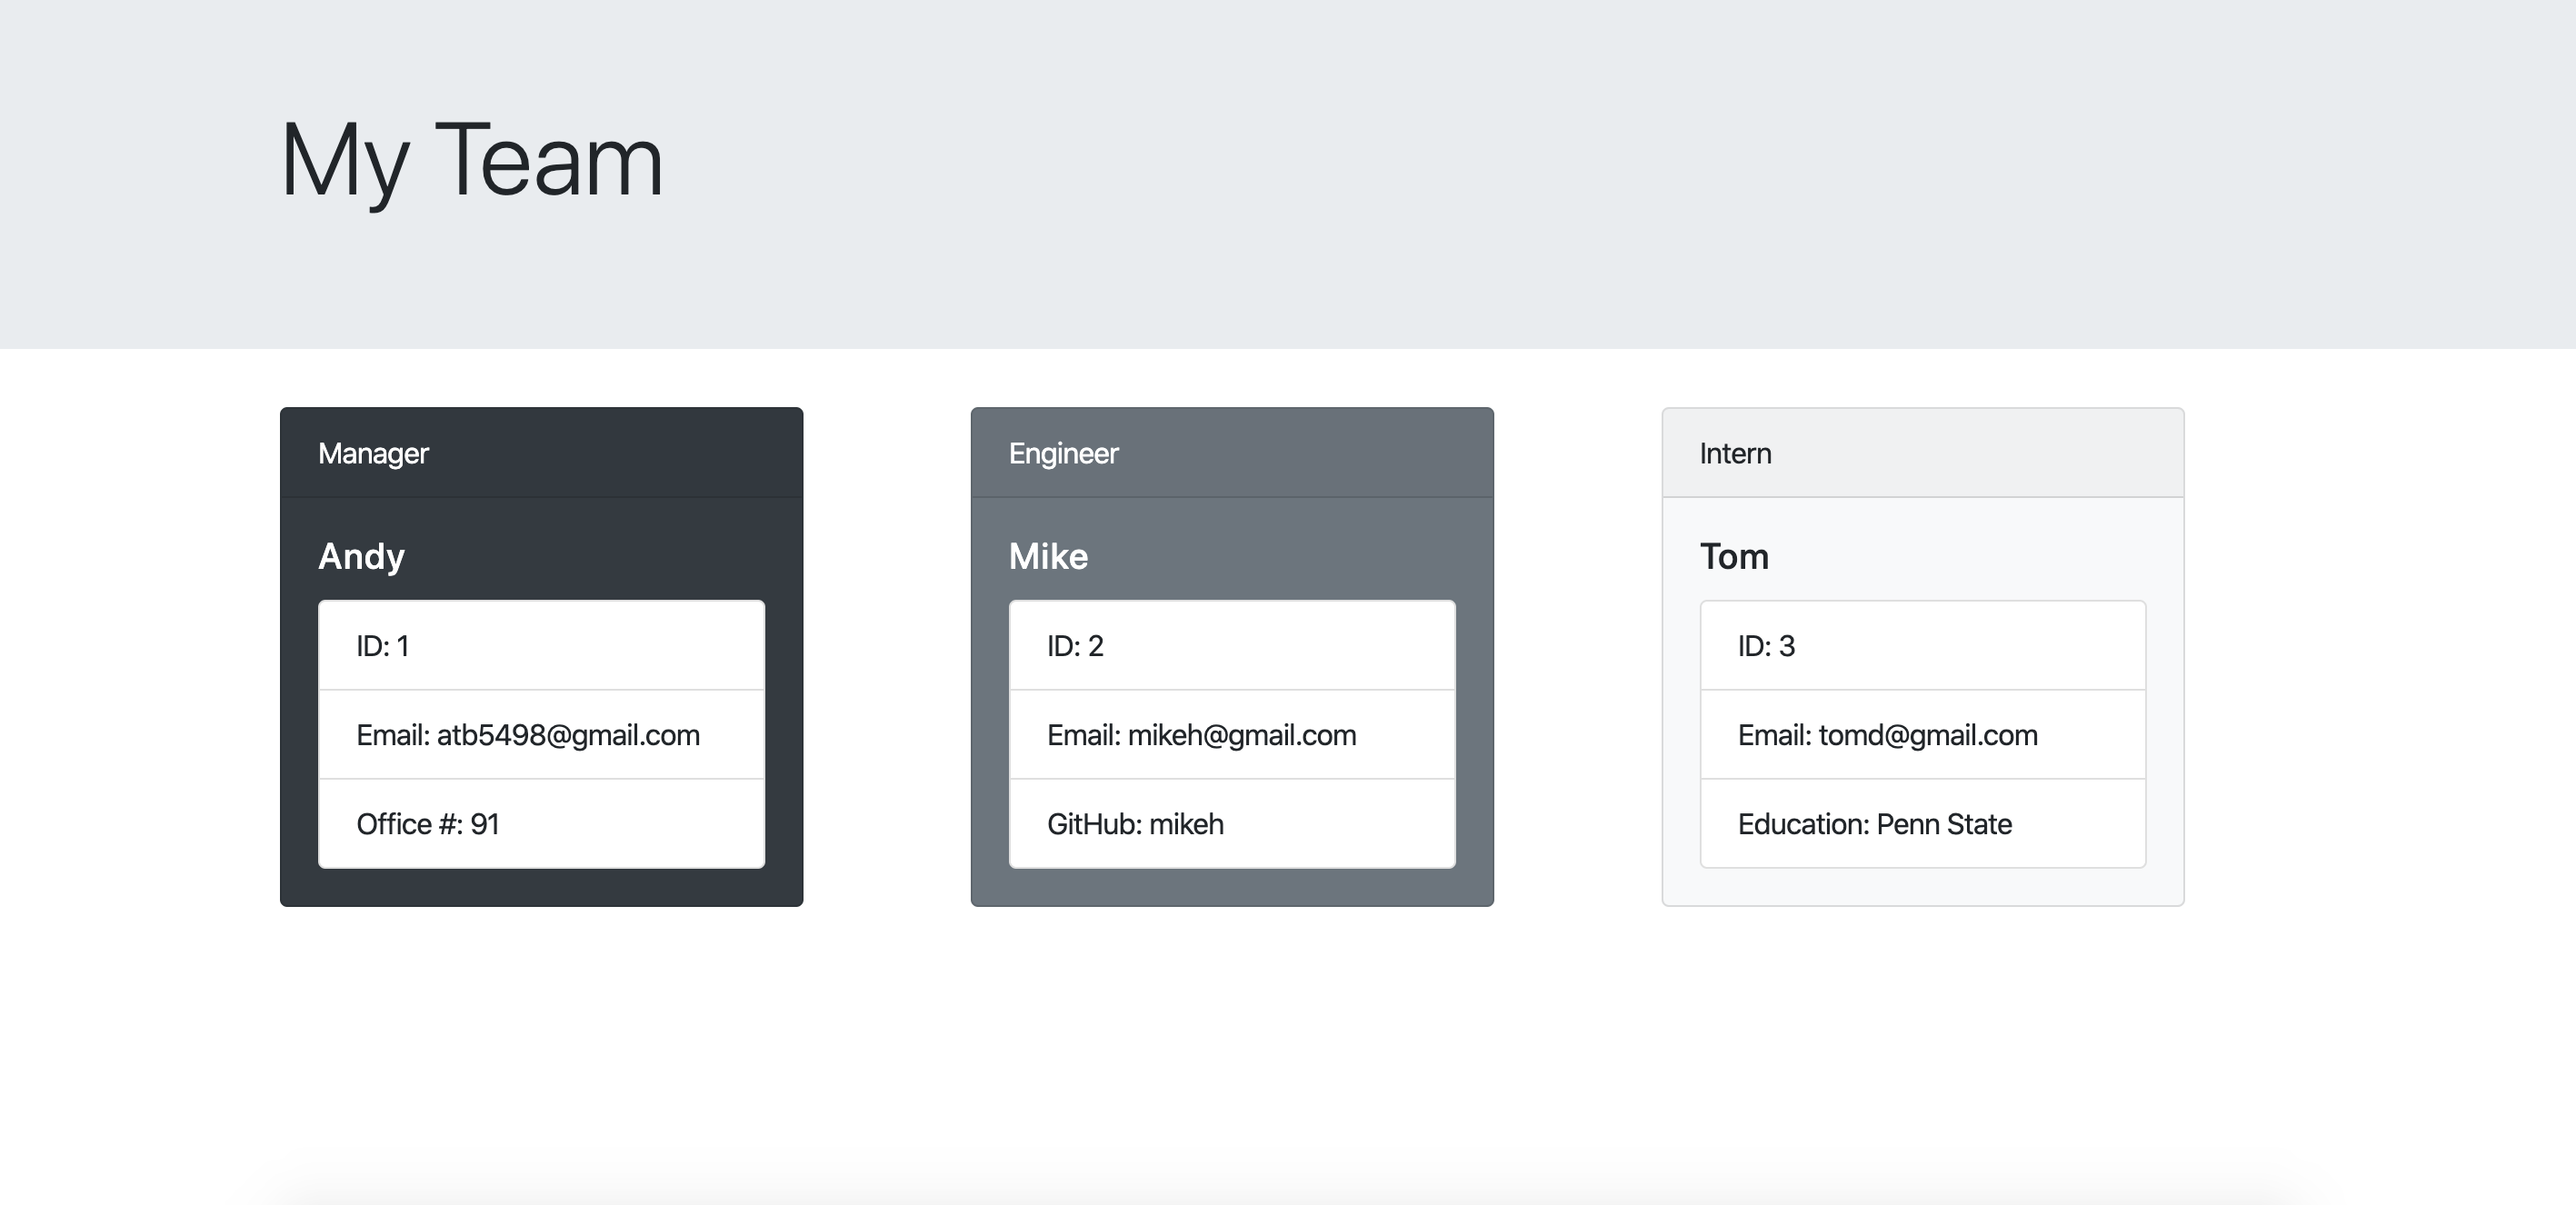 My Team
Manager
Andy
ID: 1
Email: atb5498@gmail.com
Office #: 91
Engineer
Mike
ID: 2
Email: mikeh@gmail.com
GitHub: mikeh
Intern
Tom
ID: 3
Email: tomd@gmail.com
Education: Penn State